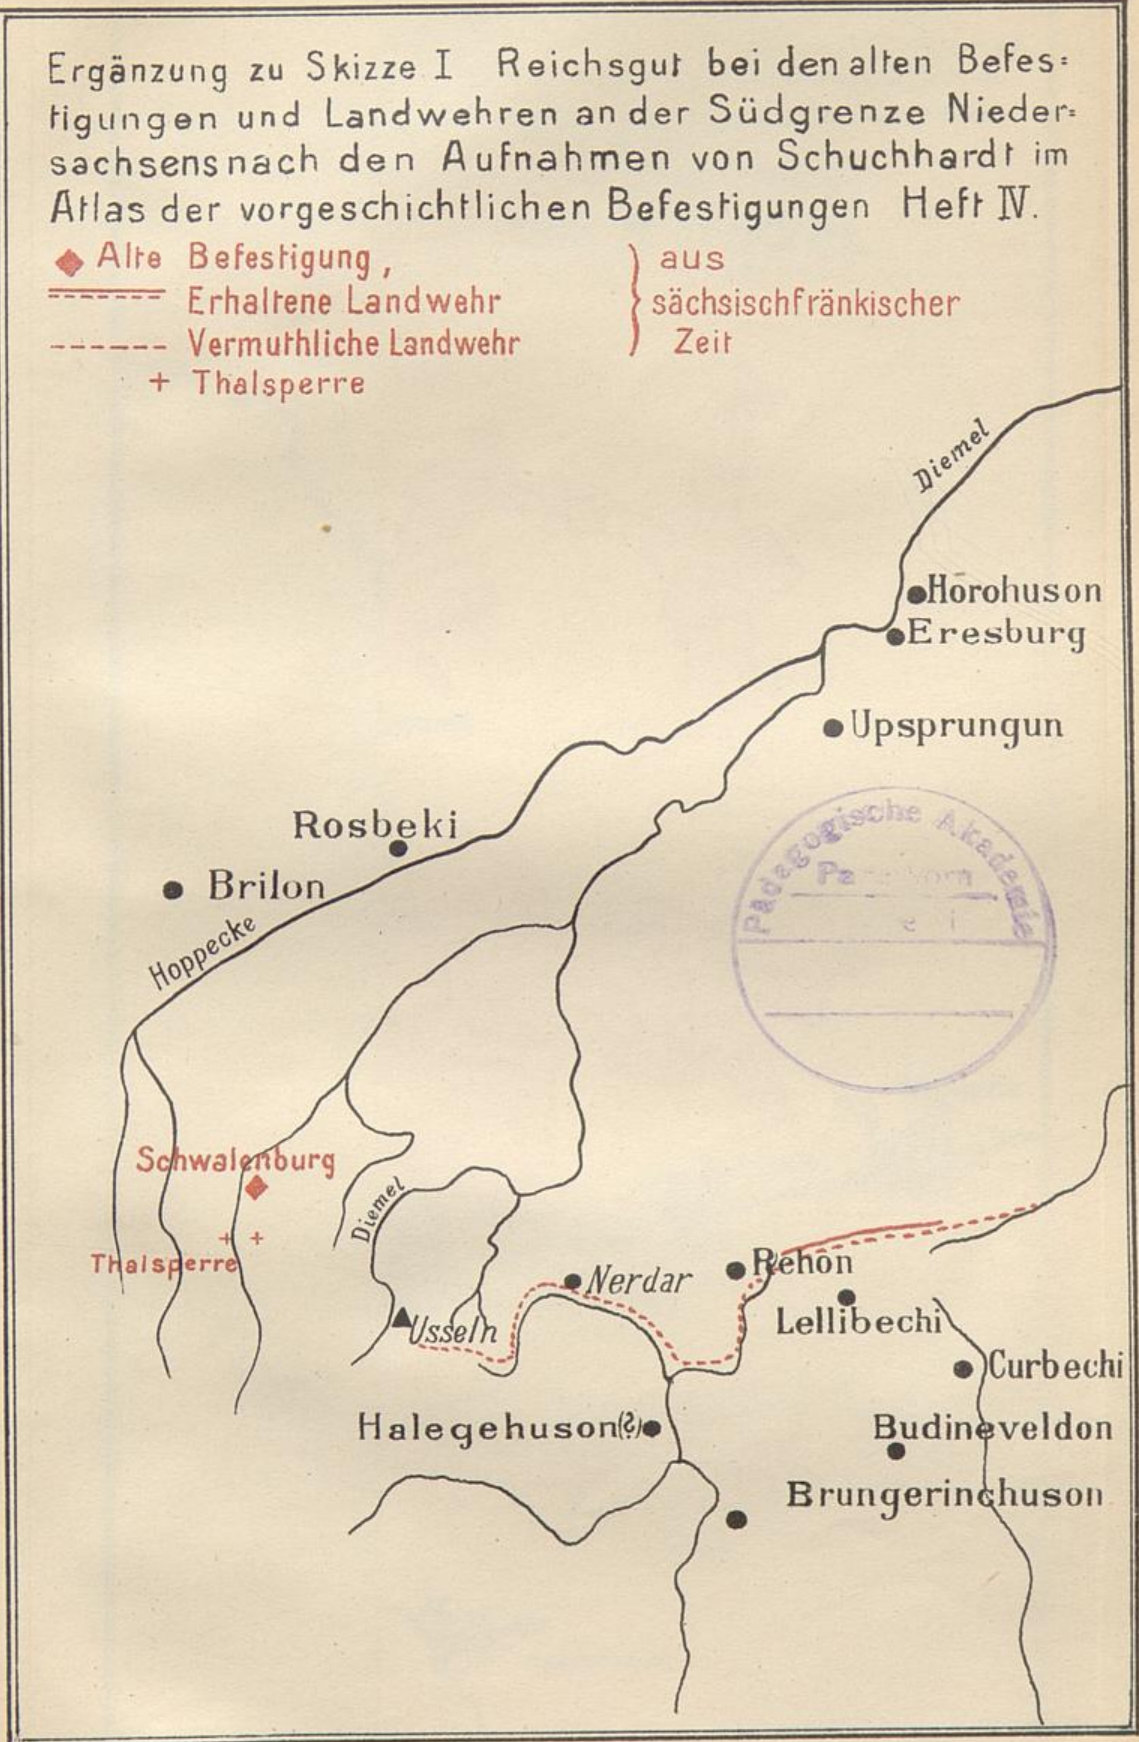 Ergänzung zu Skizze I Reichsgut bei den alten Befes=
tigungen und Landwehren an der Südgrenze Nieder=
sachsens nach den Aufnahmen von Schuchhardt im
Atlas der vorgeschichtlichen Befestigungen Heft IV.
Alte Befestigung,
Erhaltene Landwehr
Vermuthliche Landwehr
+ Thalsperre
aus
sächsischfränkischer
Zeit
Diemel
Hörohuson
Eresburg
Upsprungun
Rosbeki
Brilon
Hoppecke
Pädagogische Akademie
Schwalenburg
Diemel
Thalsperre
Nerdar
Rehon
Usseln
Lellibechi
Curbechi
Halegehuson(?)
Budineveldon
Brungerinchuson